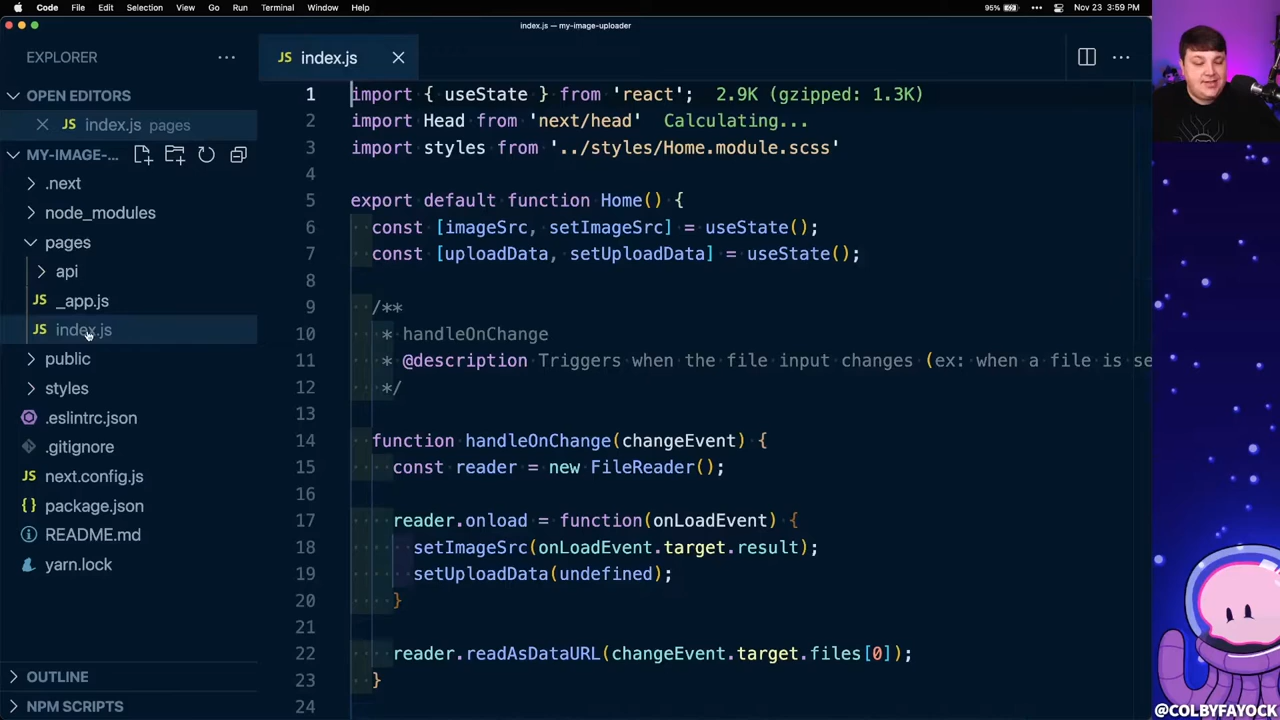 Code File Edit Selection View Go Run Terminal Window Help 95% Nov 23 3:59 PM
index.js — my-image-uploader
EXPLORER
OPEN EDITORS
JS index.js pages
MY-IMAGE-...
.next
node_modules
pages
api
JS _app.js
JS index.js
public
styles
.eslintrc.json
.gitignore
JS next.config.js
{} package.json
README.md
yarn.lock
OUTLINE
NPM SCRIPTS
JS index.js
1 import { useState } from 'react'; 2.9K (gzipped: 1.3K)
2 import Head from 'next/head' Calculating...
3 import styles from '../styles/Home.module.scss'
4
5 export default function Home() {
6 const [imageSrc, setImageSrc] = useState();
7 const [uploadData, setUploadData] = useState();
8
9 /**
10 * handleOnChange
11 * @description Triggers when the file input changes (ex: when a file is se
12 */
13
14 function handleOnChange(changeEvent) {
15 const reader = new FileReader();
16
17 reader.onload = function(onLoadEvent) {
18 setImageSrc(onLoadEvent.target.result);
19 setUploadData(undefined);
20 }
21
22 reader.readAsDataURL(changeEvent.target.files[0]);
23 }
24
@COLBYFAYOCK